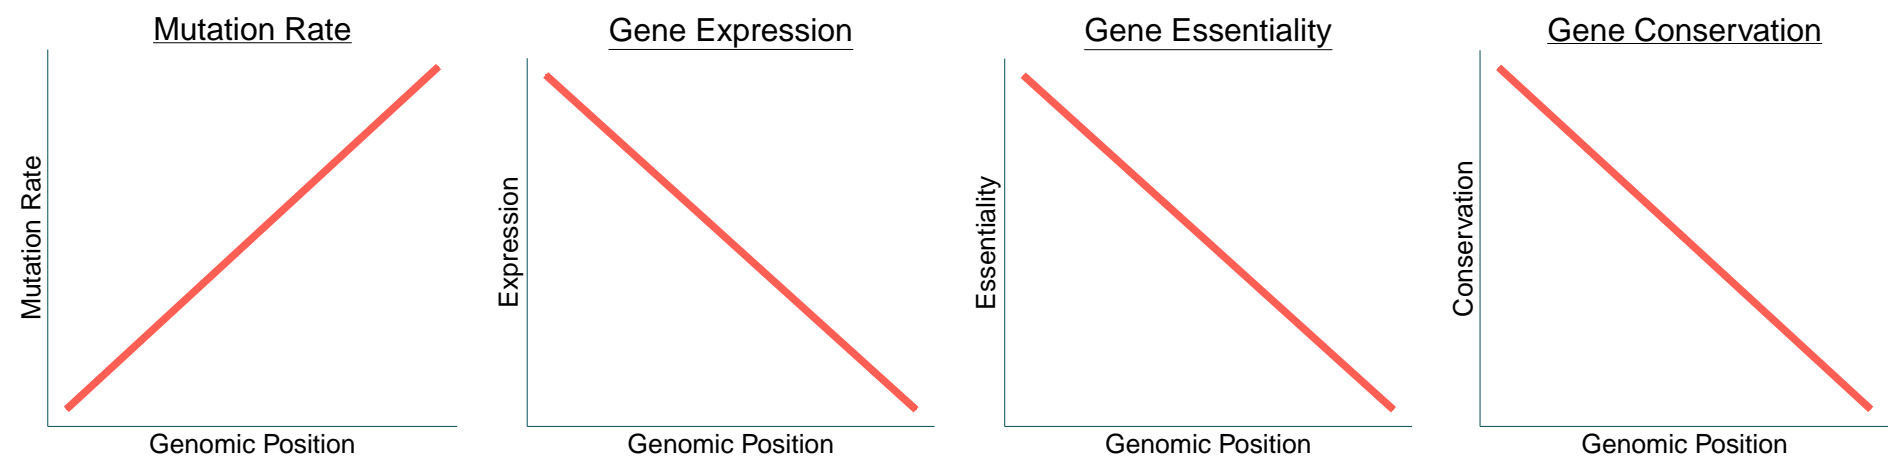 Mutation Rate
Mutation Rate
Genomic Position
Gene Expression
Expression
Genomic Position
Gene Essentiality
Essentiality
Genomic Position
Gene Conservation
Conservation
Genomic Position